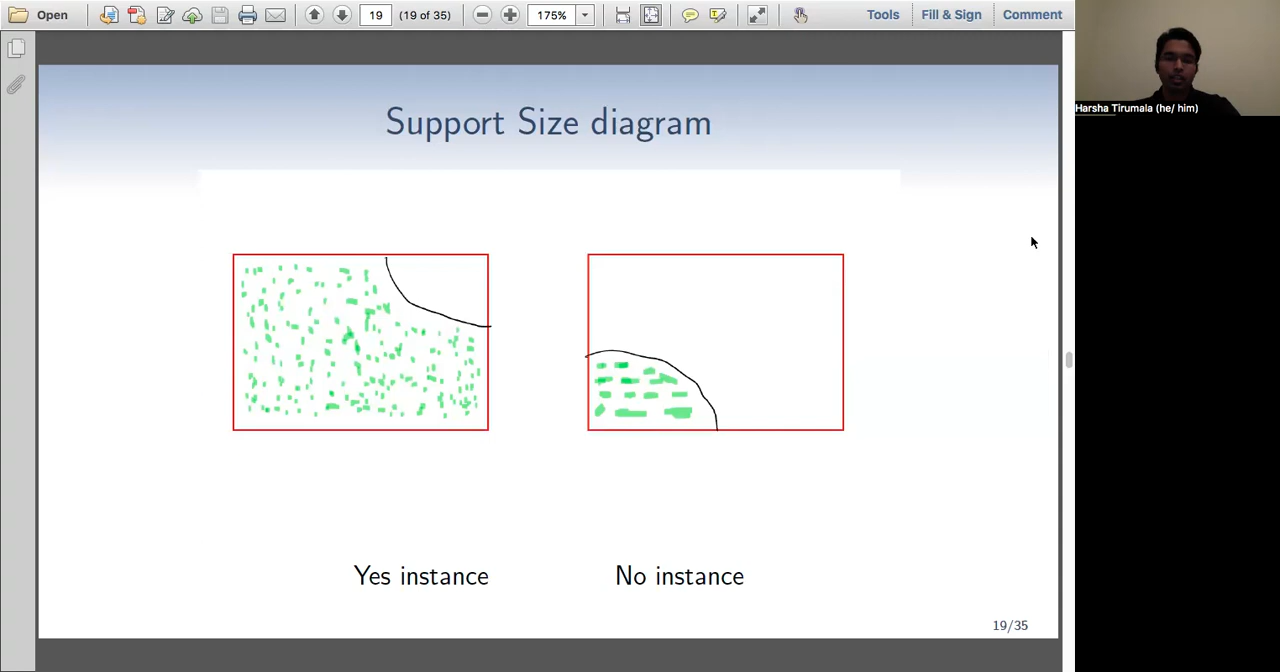 Open
19
(19 of 35)
175%
Tools
Fill & Sign
Comment
Harsha Tirumala (he/ him)
Support Size diagram
Yes instance
No instance
19/35